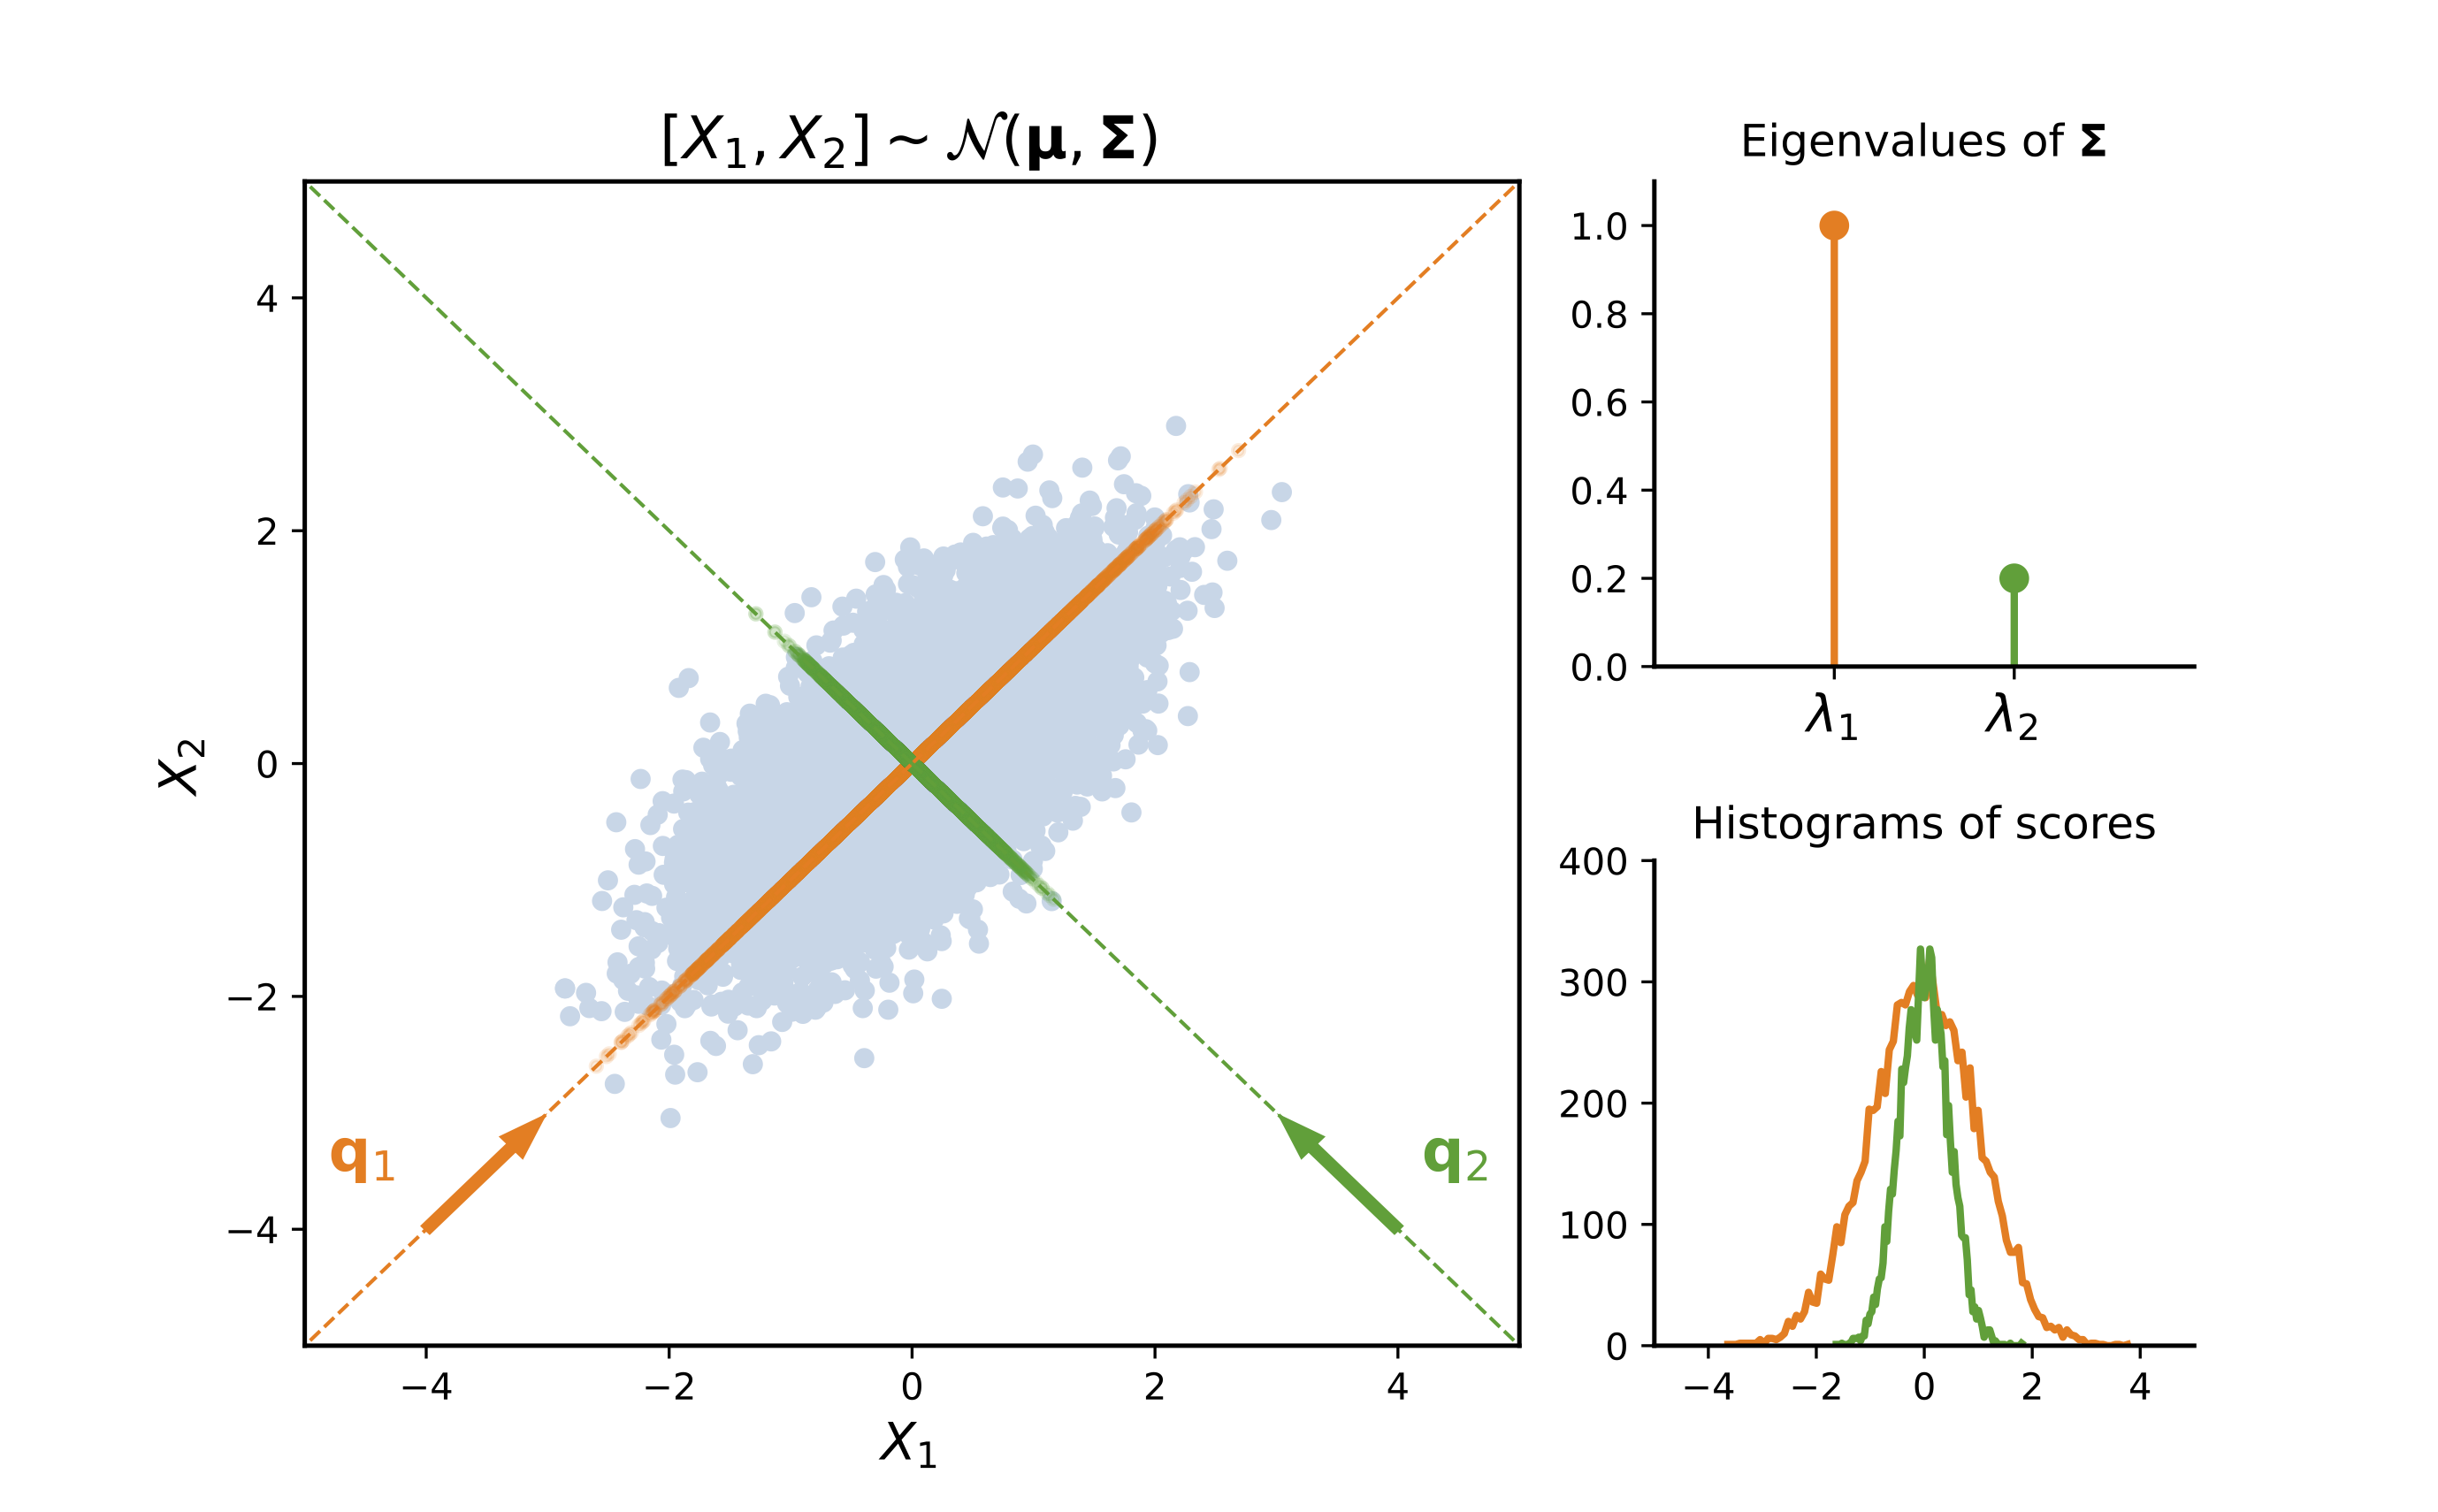 [X₁, X₂] ~ 𝒩(μ, Σ)
4
2
0
−2
−4
X₂
q₁
q₂
−4 −2 0 2 4
X₁
Eigenvalues of Σ
1.0
0.8
0.6
0.4
0.2
0.0
λ₁ λ₂
Histograms of scores
400
300
200
100
0
−4 −2 0 2 4